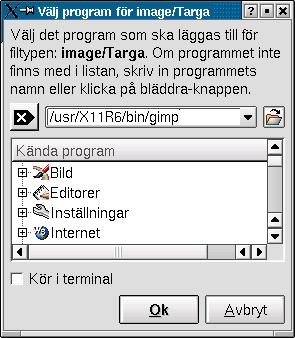 Välj program för image/Targa
Välj det program som ska läggas till för
filtypen: image/Targa. Om programmet inte
finns med i listan, skriv in programmets
namn eller klicka på bläddra-knappen.
/usr/X11R6/bin/gimp
Kända program
Bild
Editorer
Inställningar
Internet
Kör i terminal
Ok
Avbryt